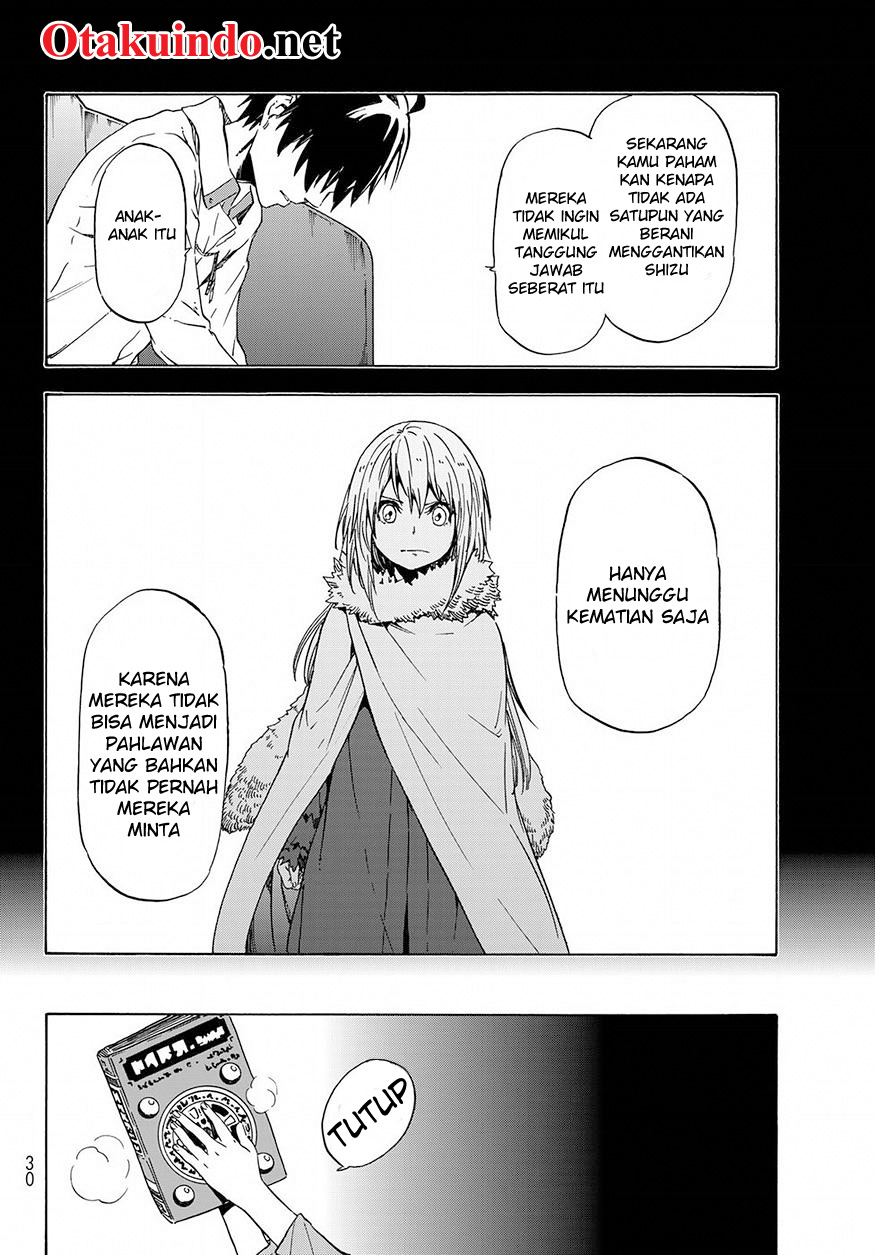 Otakuindo.net
SEKARANG
KAMU PAHAM
KAN KENAPA
TIDAK ADA
SATUPUN YANG
BERANI
MENGGANTIKAN
SHIZU
MEREKA
TIDAK INGIN
MEMIKUL
TANGGUNG
JAWAB
SEBERAT ITU
ANAK-
ANAK ITU
HANYA
MENUNGGU
KEMATIAN SAJA
KARENA
MEREKA TIDAK
BISA MENJADI
PAHLAWAN
YANG BAHKAN
TIDAK PERNAH
MEREKA
MINTA
TUTUP
30